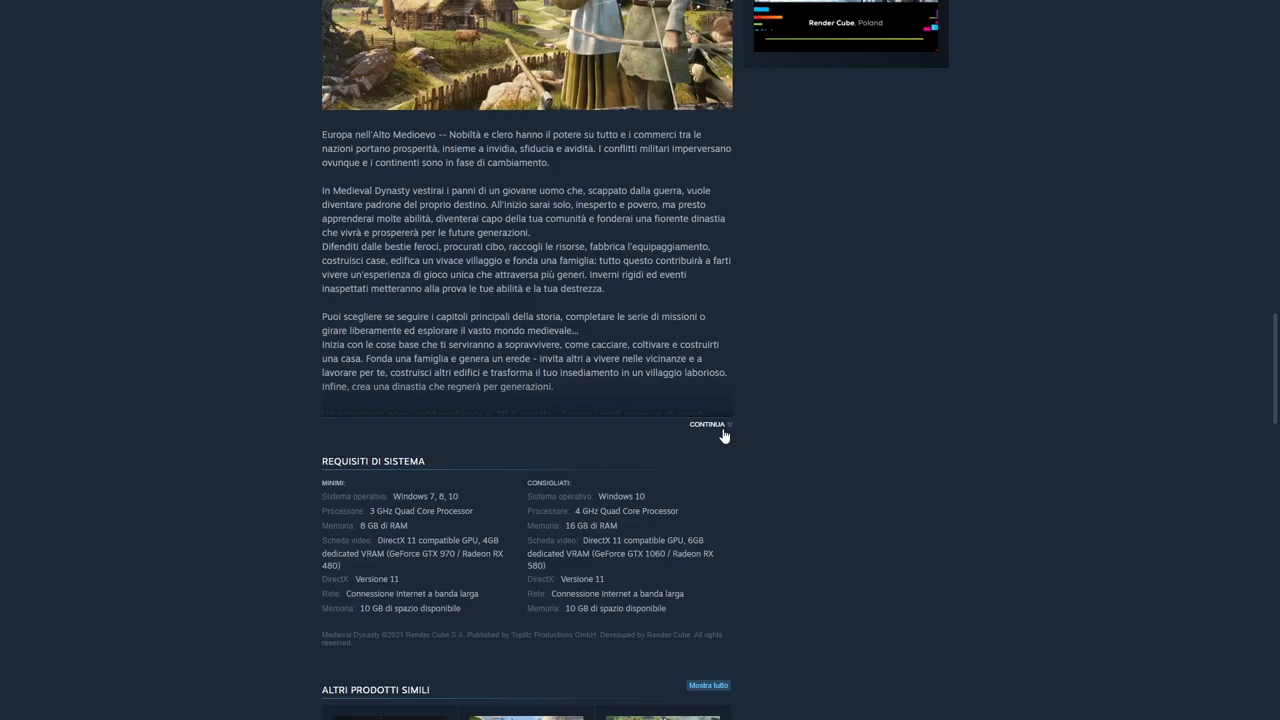 Render Cube, Poland
Europa nell'Alto Medioevo -- Nobiltà e clero hanno il potere su tutto e i commerci tra le
nazioni portano prosperità, insieme a invidia, sfiducia e avidità. I conflitti militari imperversano
ovunque e i continenti sono in fase di cambiamento.
In Medieval Dynasty vestirai i panni di un giovane uomo che, scappato dalla guerra, vuole
diventare padrone del proprio destino. All'inizio sarai solo, inesperto e povero, ma presto
apprenderai molte abilità, diventerai capo della tua comunità e fonderai una fiorente dinastia
che vivrà e prospererà per le future generazioni.
Difenditi dalle bestie feroci, procurati cibo, raccogli le risorse, fabbrica l'equipaggiamento,
costruisci case, edifica un vivace villaggio e fonda una famiglia: tutto questo contribuirà a farti
vivere un'esperienza di gioco unica che attraversa più generi. Inverni rigidi ed eventi
inaspettati metteranno alla prova le tue abilità e la tua destrezza.
Puoi scegliere se seguire i capitoli principali della storia, completare le serie di missioni o
girare liberamente ed esplorare il vasto mondo medievale...
Inizia con le cose base che ti serviranno a sopravvivere, come cacciare, coltivare e costruirti
una casa. Fonda una famiglia e genera un erede - invita altri a vivere nelle vicinanze e a
lavorare per te, costruisci altri edifici e trasforma il tuo insediamento in un villaggio laborioso.
Infine, crea una dinastia che regnerà per generazioni.
CONTINUA
REQUISITI DI SISTEMA
MINIMI:
Sistema operativo: Windows 7, 8, 10
Processore: 3 GHz Quad Core Processor
Memoria: 8 GB di RAM
Scheda video: DirectX 11 compatible GPU, 4GB
dedicated VRAM (GeForce GTX 970 / Radeon RX
480)
DirectX: Versione 11
Rete: Connessione Internet a banda larga
Memoria: 10 GB di spazio disponibile
CONSIGLIATI:
Sistema operativo: Windows 10
Processore: 4 GHz Quad Core Processor
Memoria: 16 GB di RAM
Scheda video: DirectX 11 compatible GPU, 6GB
dedicated VRAM (GeForce GTX 1060 / Radeon RX
580)
DirectX: Versione 11
Rete: Connessione Internet a banda larga
Memoria: 10 GB di spazio disponibile
Medieval Dynasty ©2021 Render Cube S.A. Published by Toplitz Productions GmbH. Developed by Render Cube. All rights
reserved.
ALTRI PRODOTTI SIMILI
Mostra tutto